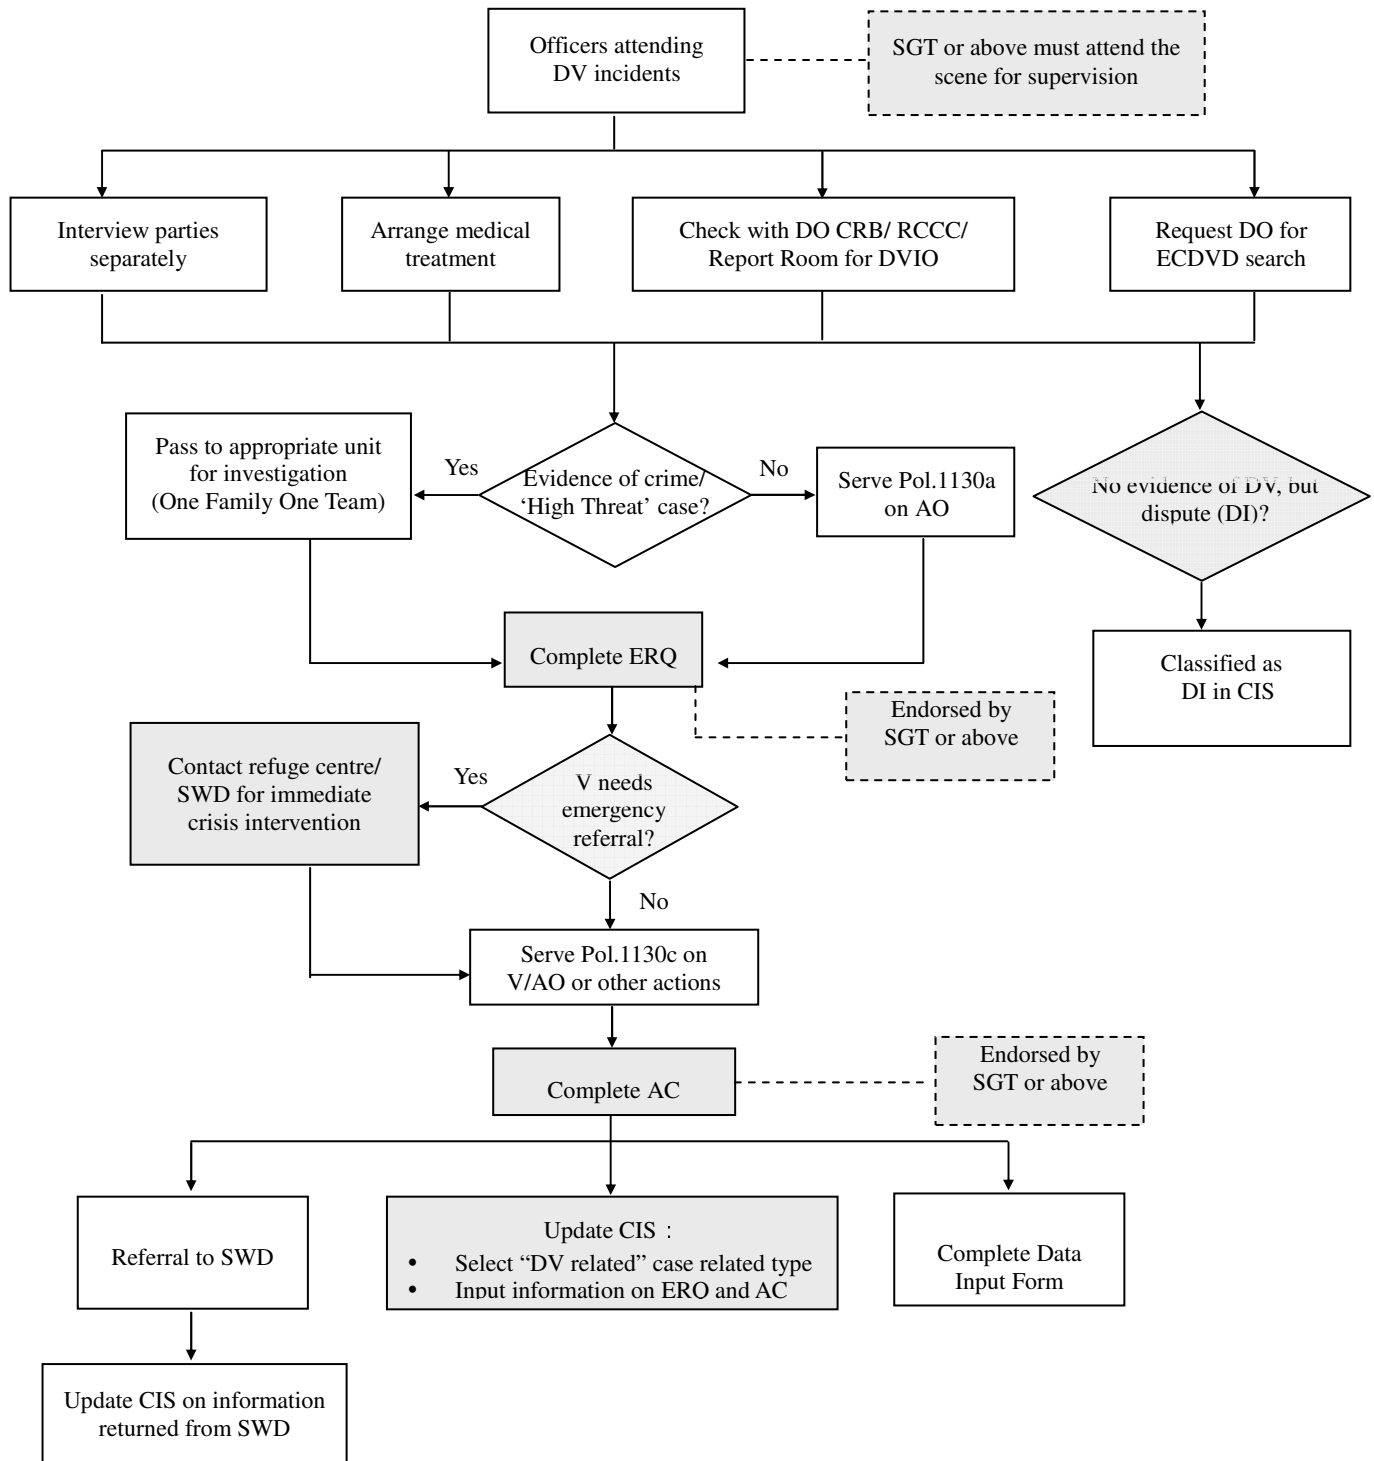 Officers attending
DV incidents
SGT or above must attend the
scene for supervision
Interview parties
separately
Arrange medical
treatment
Check with DO CRB/ RCCC/
Report Room for DVIO
Request DO for
ECDVD search
Pass to appropriate unit
for investigation
(One Family One Team)
Yes
Evidence of crime/
‘High Threat’ case?
No
Serve Pol.1130a
on AO
No evidence of DV, but
dispute (DI)?
Complete ERQ
Classified as
DI in CIS
Endorsed by
SGT or above
Contact refuge centre/
SWD for immediate
crisis intervention
Yes
V needs
emergency
referral?
No
Serve Pol.1130c on
V/AO or other actions
Complete AC
Endorsed by
SGT or above
Referral to SWD
Update CIS :
• Select “DV related” case related type
• Input information on ERQ and AC
Complete Data
Input Form
Update CIS on information
returned from SWD